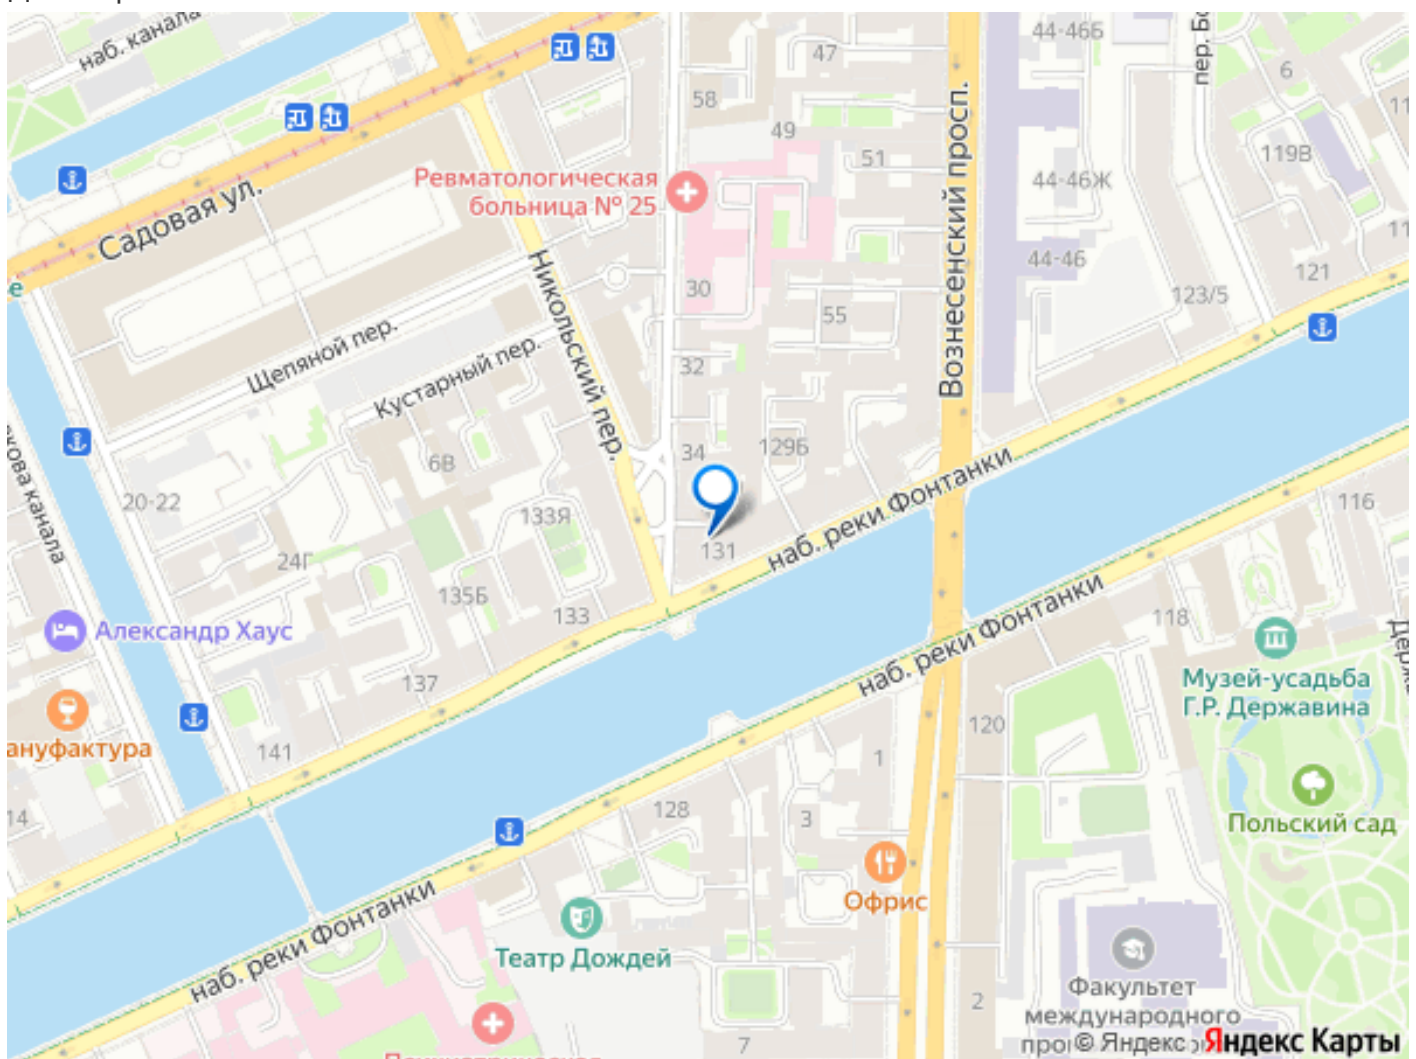 наб. канала
44-46Б
47
6
58
49
51
119В
Ревматологическая
больница № 25
44-46Ж
Садовая ул.
Вознесенский просп.
44-46
121
30
123/5
55
Никольский пер.
Щепяной пер.
Кустарный пер.
32
34
129Б
6В
20-22
133Я
наб. реки Фонтанки
116
24Г
131
135Б
133
118
наб. реки Фонтанки
Александр Хаус
137
Музей-усадьба
Г.Р. Державина
120
141
1
14
128
3
Польский сад
Офрис
наб. реки Фонтанки
Театр Дождей
Факультет
международного
2
7
© Яндекс
Яндекс Карты